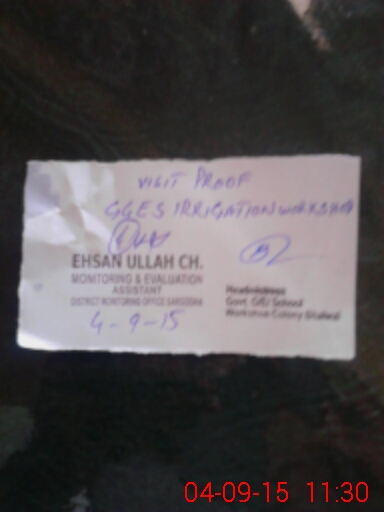 VISIT PROOF
GGES IRRIGATION WORKSHOP
EHSAN ULLAH CH.
MONITORING & EVALUATION
ASSISTANT
DISTRICT MONITORING OFFICE SARGODHA
4-9-15
Headmistress
Govt. G/E/ School
Workshop Colony Bhalwal
04-09-15 11:30